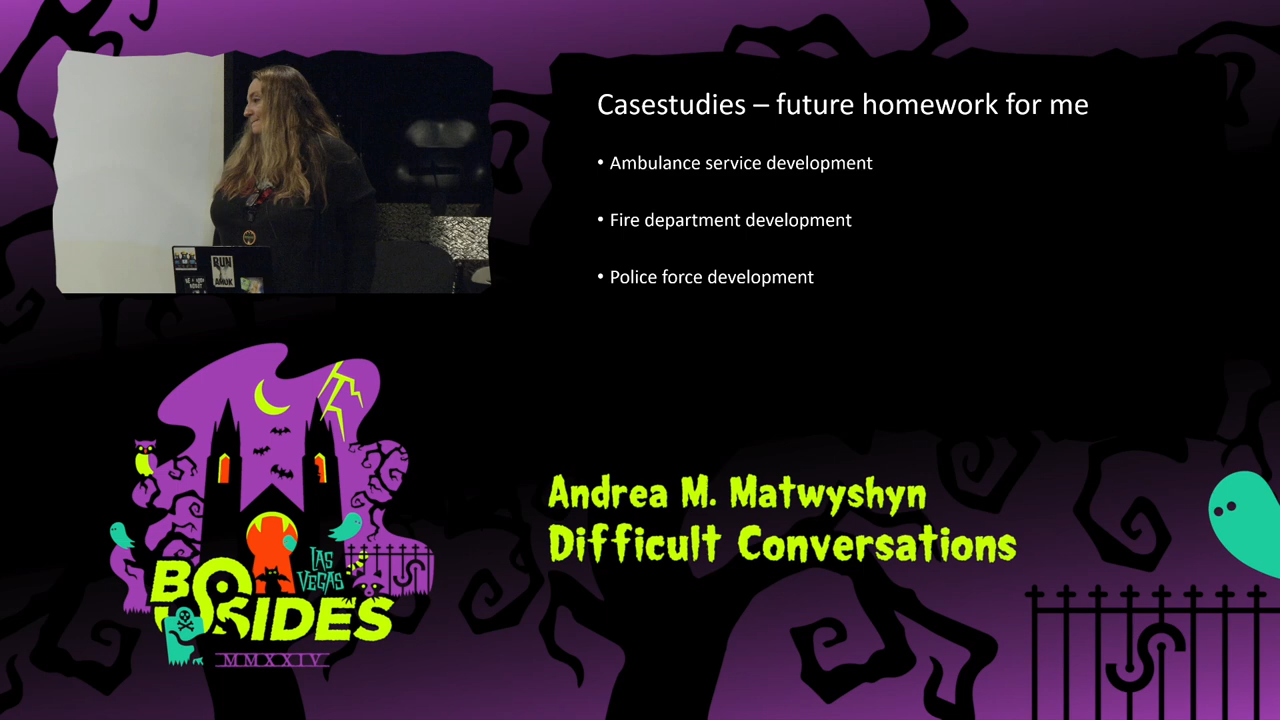 Casestudies – future homework for me
• Ambulance service development
• Fire department development
• Police force development
RUN
LAS
VEGAS
BSIDES
MMXXIV
Andrea M. Matwyshyn
Difficult Conversations